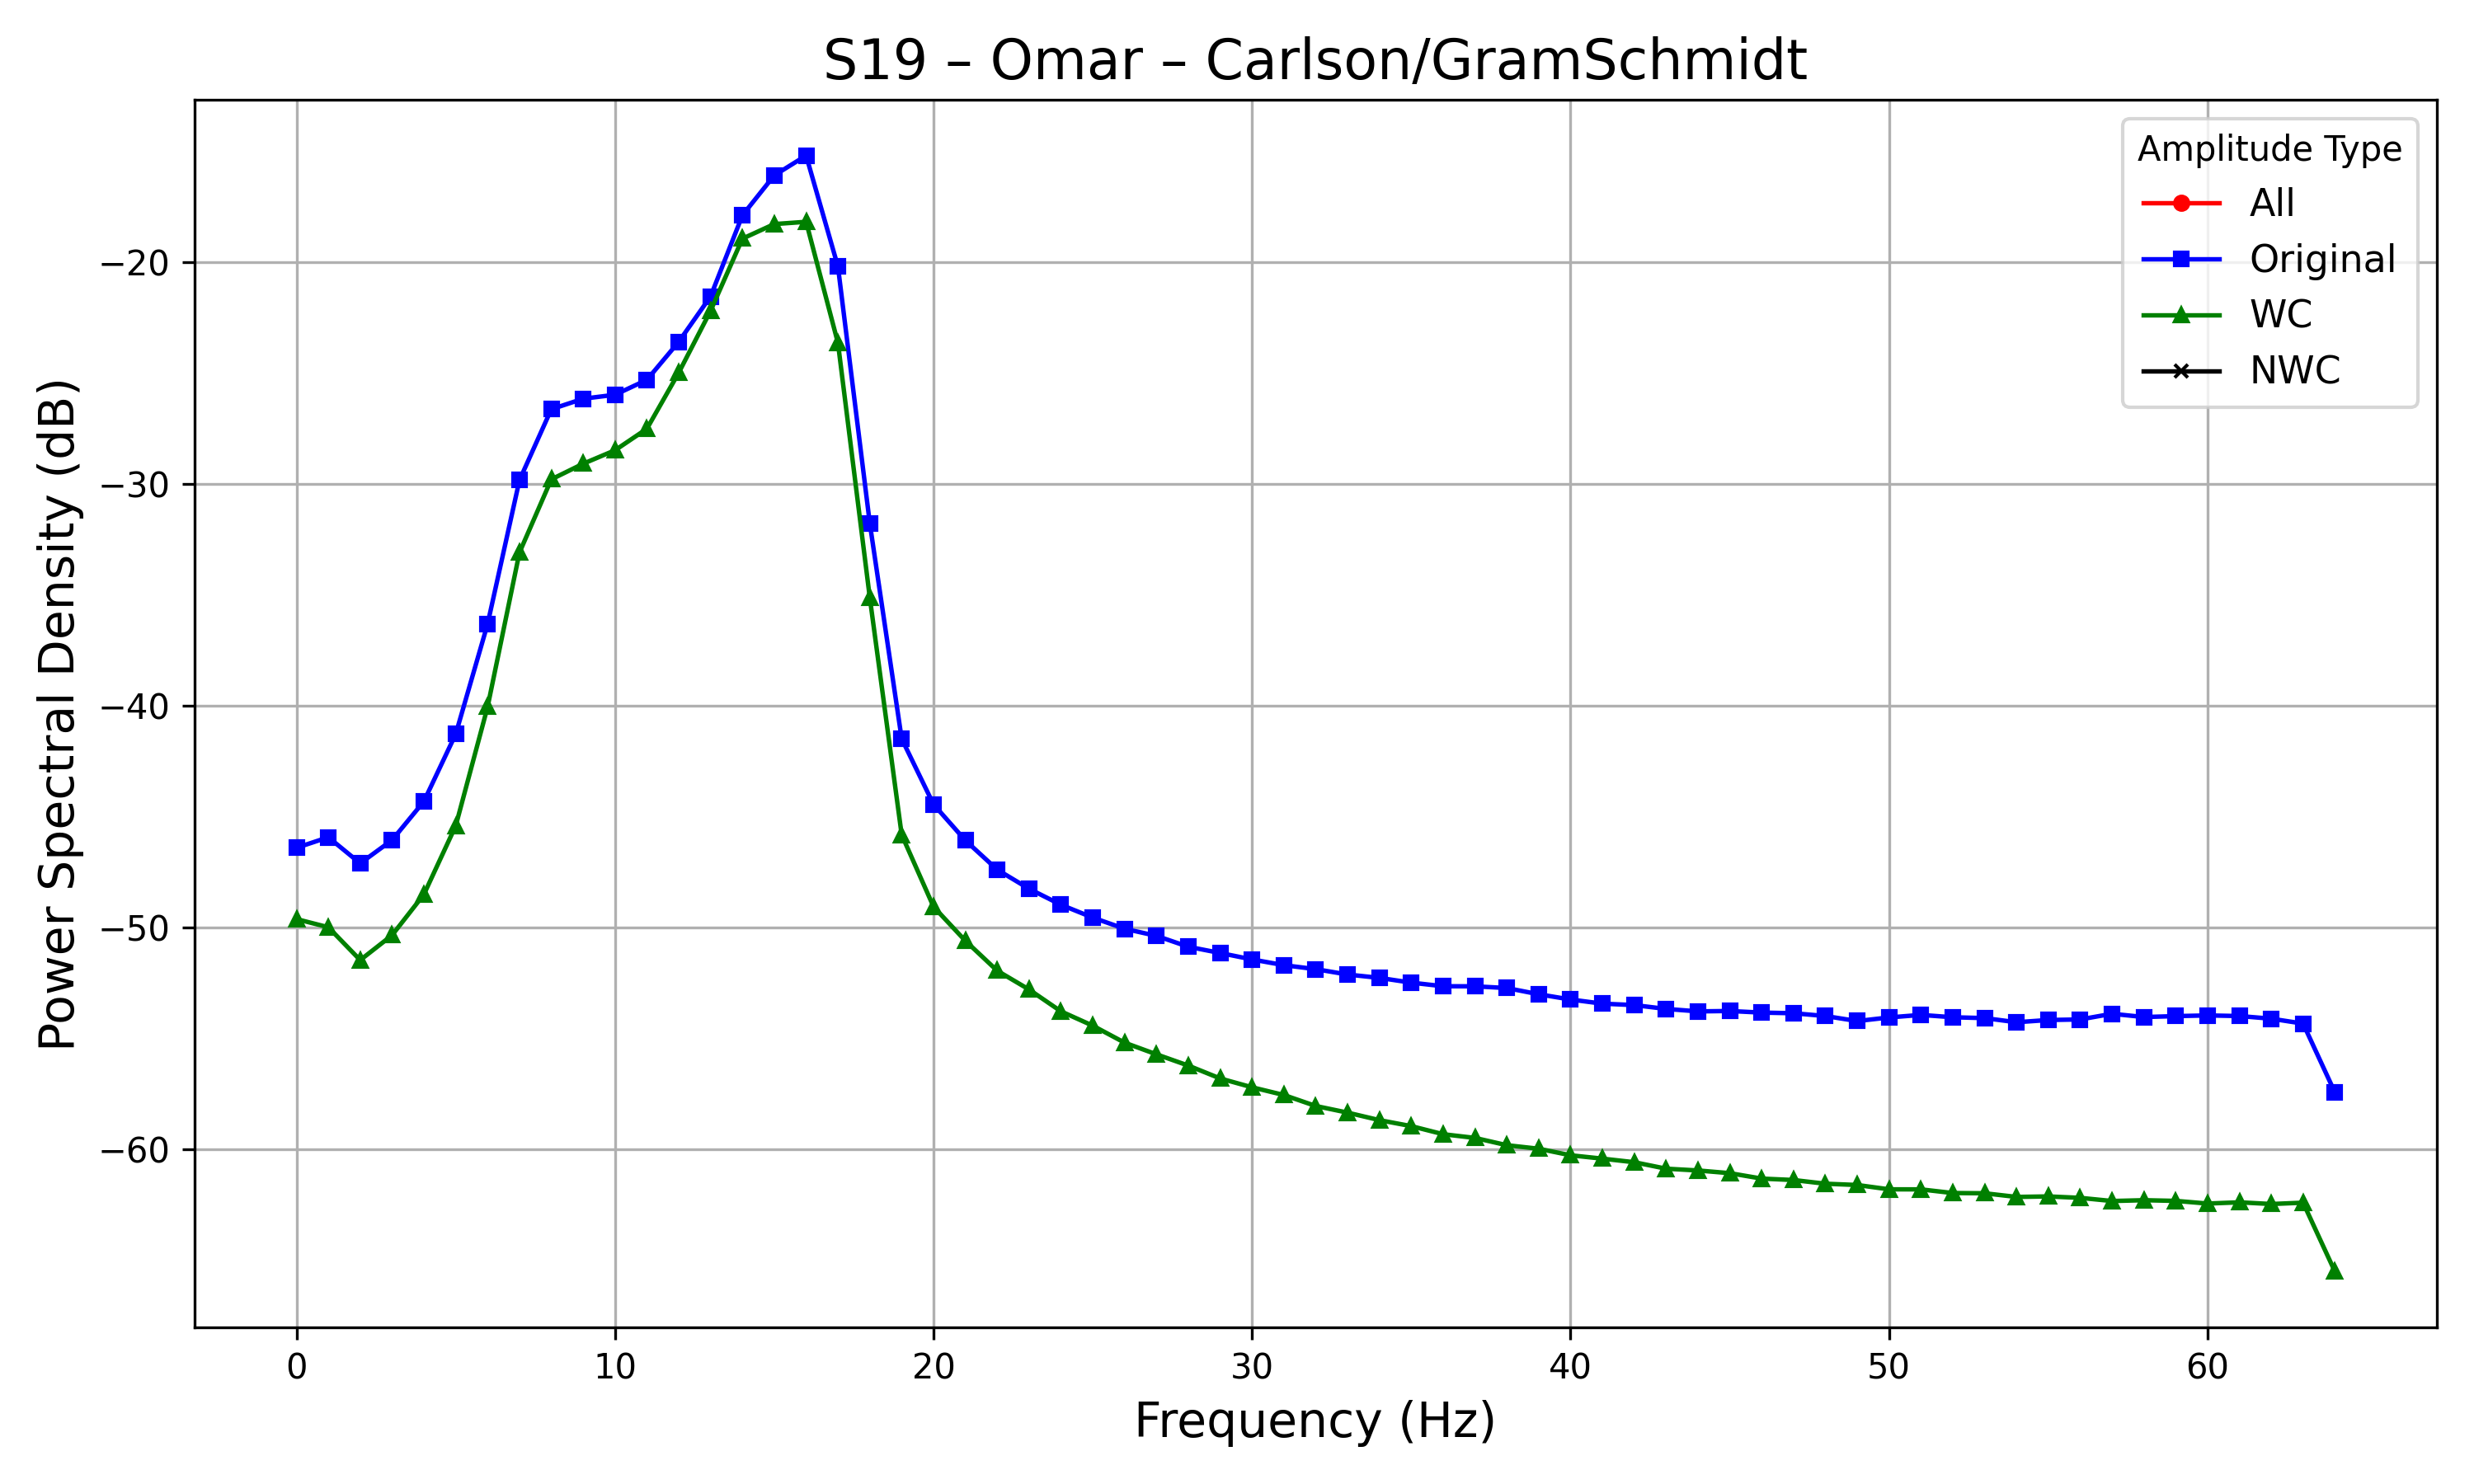 S19 – Omar – Carlson/GramSchmidt
Amplitude Type
All
Original
WC
NWC
Power Spectral Density (dB)
−20
−30
−40
−50
−60
0 10 20 30 40 50 60
Frequency (Hz)